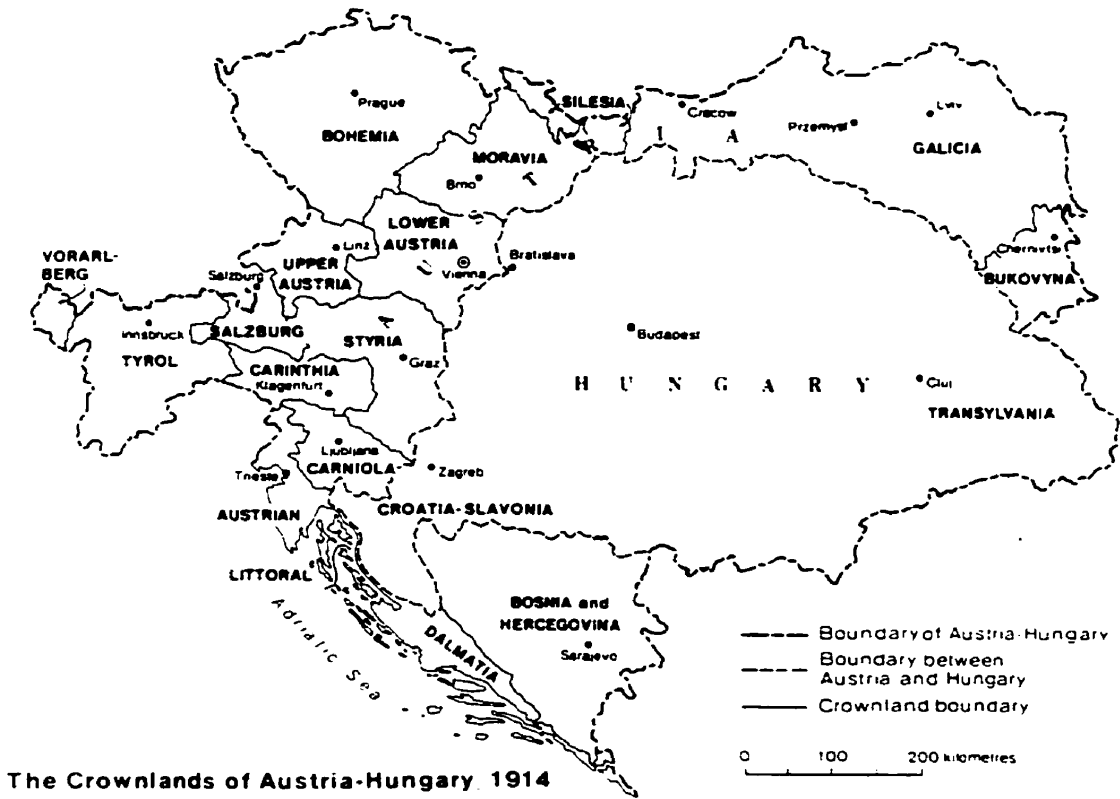 Prague
BOHEMIA
SILESIA
Cracow
Przemysl
Lviv
GALICIA
MORAVIA
Brno
LOWER
AUSTRIA
Linz
UPPER
AUSTRIA
Vienna
Bratislava
Chernivtsi
BUKOVYNA
VORARL-
BERG
Salzburg
Innsbruck
TYROL
SALZBURG
STYRIA
Graz
CARINTHIA
Klagenfurt
A U S T R I A
Budapest
H U N G A R Y
Cluj
TRANSYLVANIA
Ljubljana
CARNIOLA
Trieste
Zagreb
AUSTRIAN
LITTORAL
CROATIA-SLAVONIA
Adriatic Sea
DALMATIA
BOSNIA and
HERCEGOVINA
Sarajevo
Boundary of Austria-Hungary
Boundary between
Austria and Hungary
Crownland boundary
0 100 200 kilometres
The Crownlands of Austria-Hungary 1914